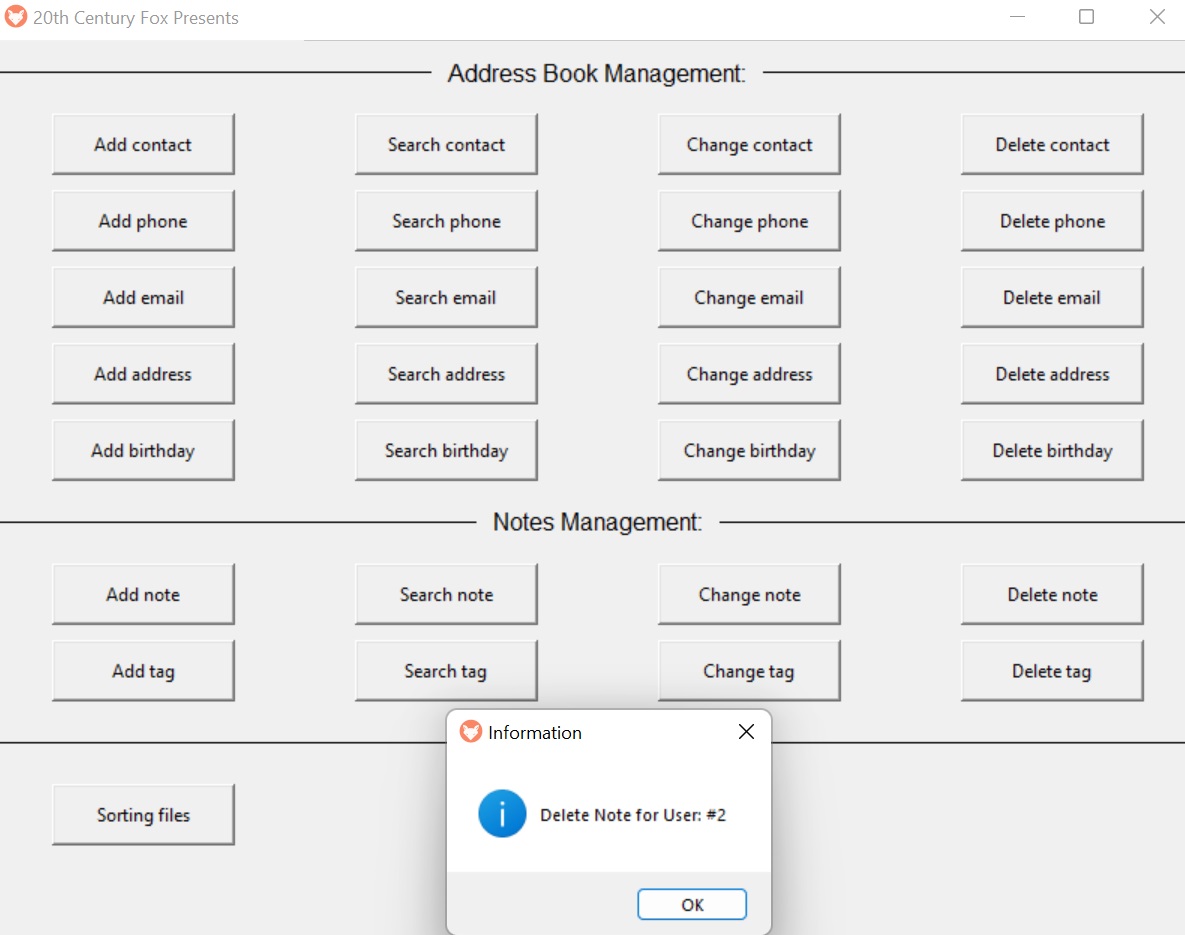 20th Century Fox Presents
Address Book Management:
Add contact Search contact Change contact Delete contact
Add phone Search phone Change phone Delete phone
Add email Search email Change email Delete email
Add address Search address Change address Delete address
Add birthday Search birthday Change birthday Delete birthday
Notes Management:
Add note Search note Change note Delete note
Add tag Search tag Change tag Delete tag
Information
Sorting files
Delete Note for User: #2
OK